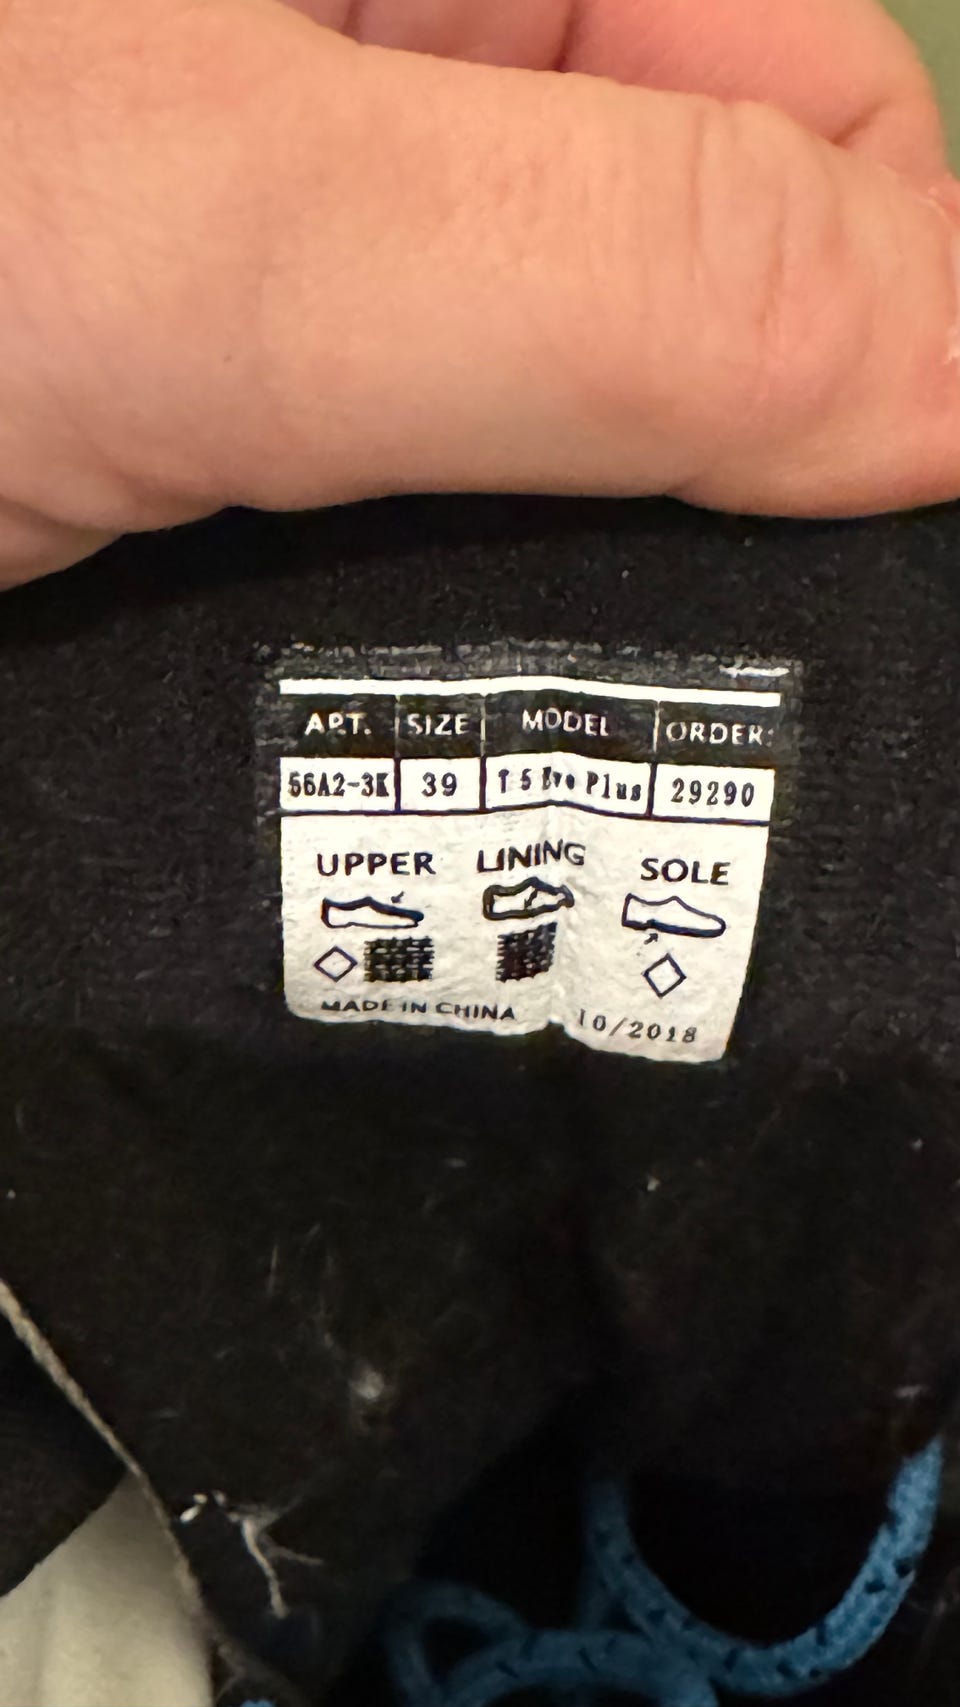 ART. SIZE MODEL ORDER:
56A2-3K 39 T 5 Evo Plus 29290
UPPER LINING SOLE
MADE IN CHINA 10/2018